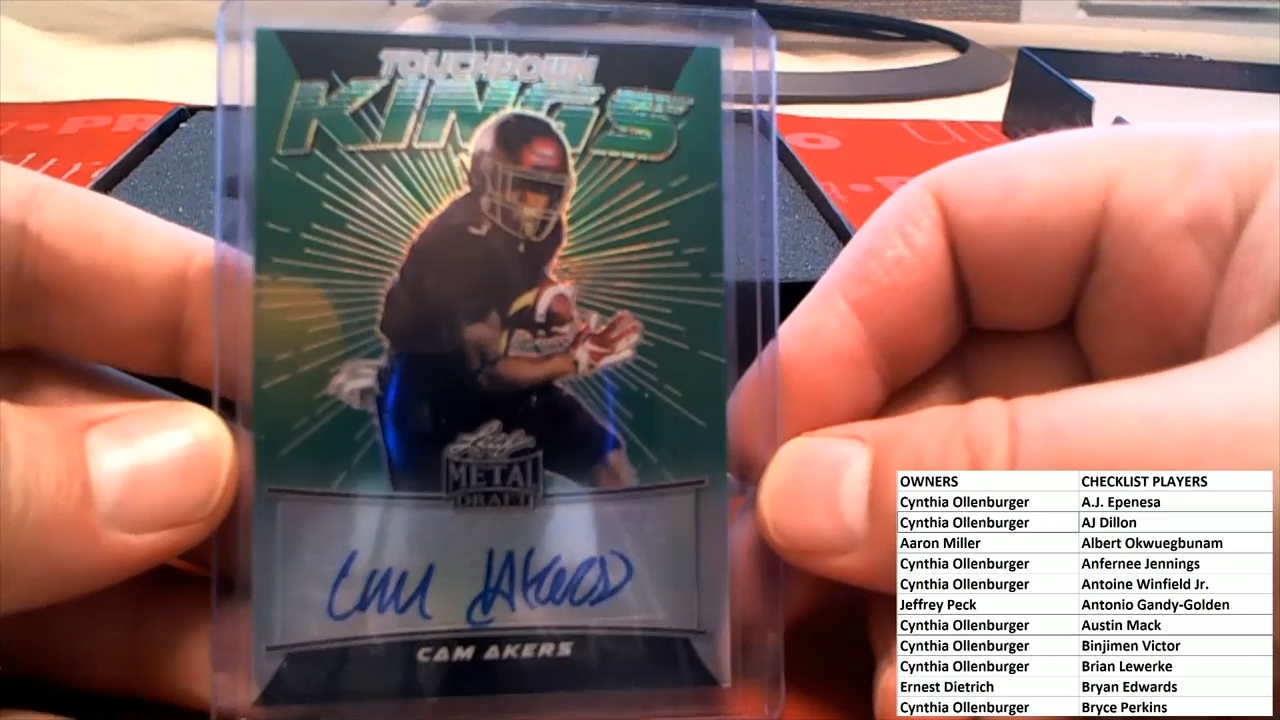 TOUCHDOWN
KINGS
Leaf
METAL
DRAFT
Cam Akers
CAM AKERS
OWNERS CHECKLIST PLAYERS
Cynthia Ollenburger A.J. Epenesa
Cynthia Ollenburger AJ Dillon
Aaron Miller Albert Okwuegbunam
Cynthia Ollenburger Anfernee Jennings
Cynthia Ollenburger Antoine Winfield Jr.
Jeffrey Peck Antonio Gandy-Golden
Cynthia Ollenburger Austin Mack
Cynthia Ollenburger Binjimen Victor
Cynthia Ollenburger Brian Lewerke
Ernest Dietrich Bryan Edwards
Cynthia Ollenburger Bryce Perkins